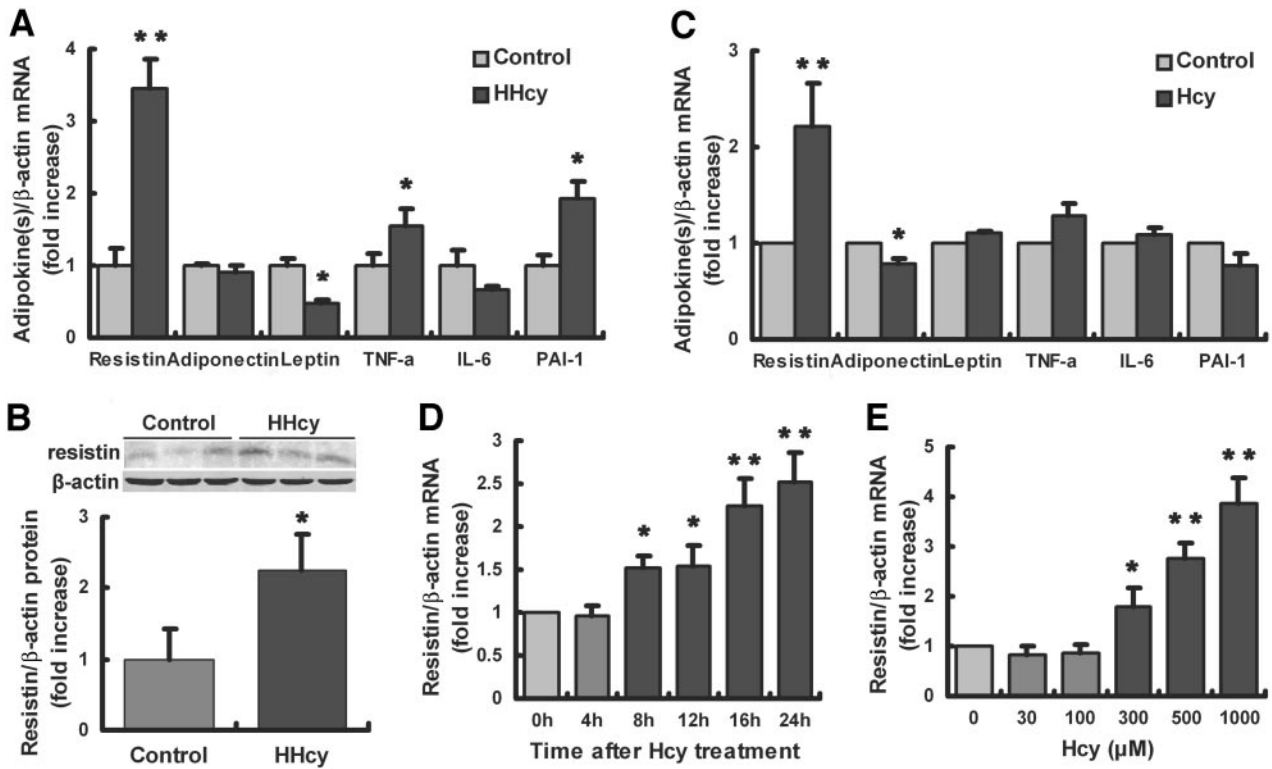 A
Adipokine(s)/β-actin mRNA
(fold increase)
4
3
2
1
0
Control
HHcy
**
*
*
*
Resistin Adiponectin Leptin TNF-a IL-6 PAI-1
C
Adipokine(s)/β-actin mRNA
(fold increase)
3
2
1
0
Control
Hcy
**
*
Resistin Adiponectin Leptin TNF-a IL-6 PAI-1
B
Control HHcy
resistin
β-actin
Resistin/β-actin protein
(fold increase)
3
2
1
0
*
Control HHcy
D
Resistin/β-actin mRNA
(fold increase)
3
2.5
2
1.5
1
0.5
0
* * ** **
0h 4h 8h 12h 16h 24h
Time after Hcy treatment
E
Resistin/β-actin mRNA
(fold increase)
5
4
3
2
1
0
* ** **
0 30 100 300 500 1000
Hcy (μM)